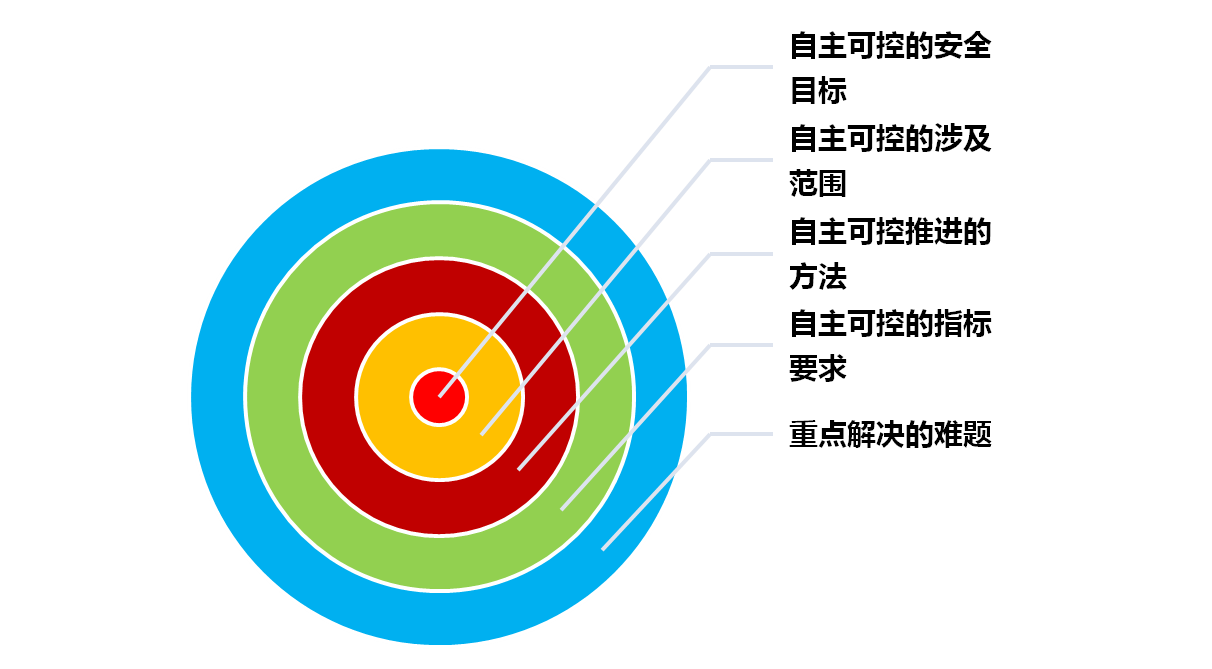 自主可控的安全
目标
自主可控的涉及
范围
自主可控推进的
方法
自主可控的指标
要求
重点解决的难题